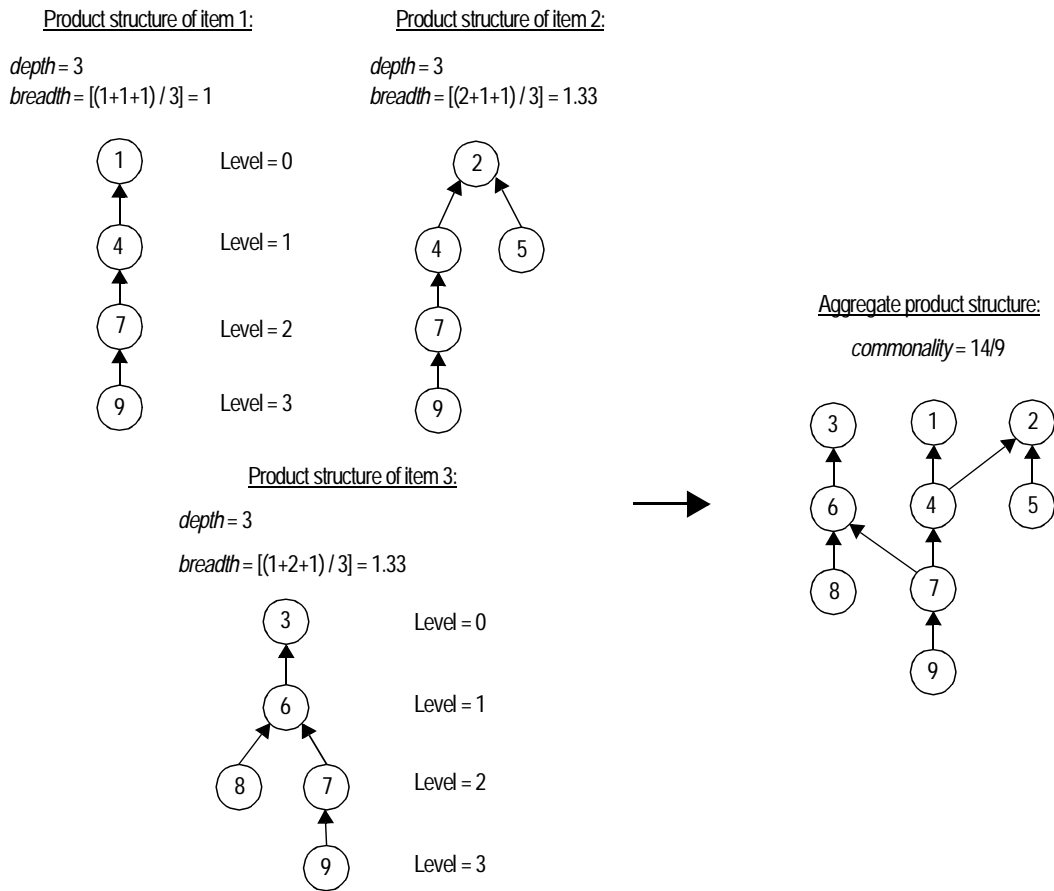 Product structure of item 1:
depth = 3
breadth = [(1+1+1) / 3] = 1
1
Level = 0
4
Level = 1
7
Level = 2
9
Level = 3
Product structure of item 2:
depth = 3
breadth = [(2+1+1) / 3] = 1.33
2
4
5
7
9
Product structure of item 3:
depth = 3
breadth = [(1+2+1) / 3] = 1.33
3
Level = 0
6
Level = 1
8
7
Level = 2
9
Level = 3
Aggregate product structure:
commonality = 14/9
3
1
2
6
4
5
8
7
9